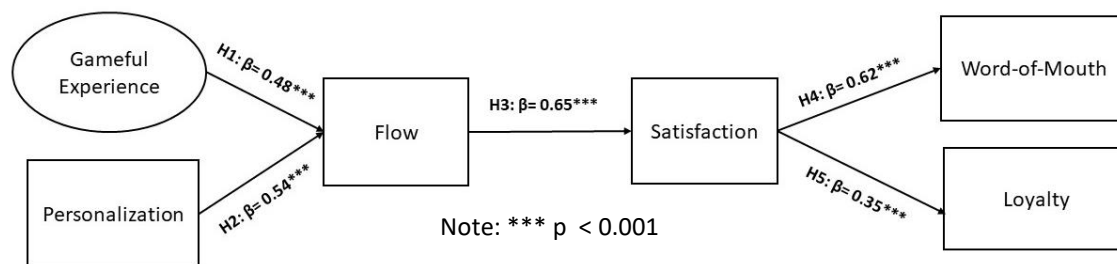 Gameful
Experience
H1: β= 0.48***
Personalization
H2: β= 0.54***
Flow
H3: β= 0.65***
Satisfaction
H4: β= 0.62***
Word-of-Mouth
H5: β= 0.35***
Loyalty
Note: *** p < 0.001